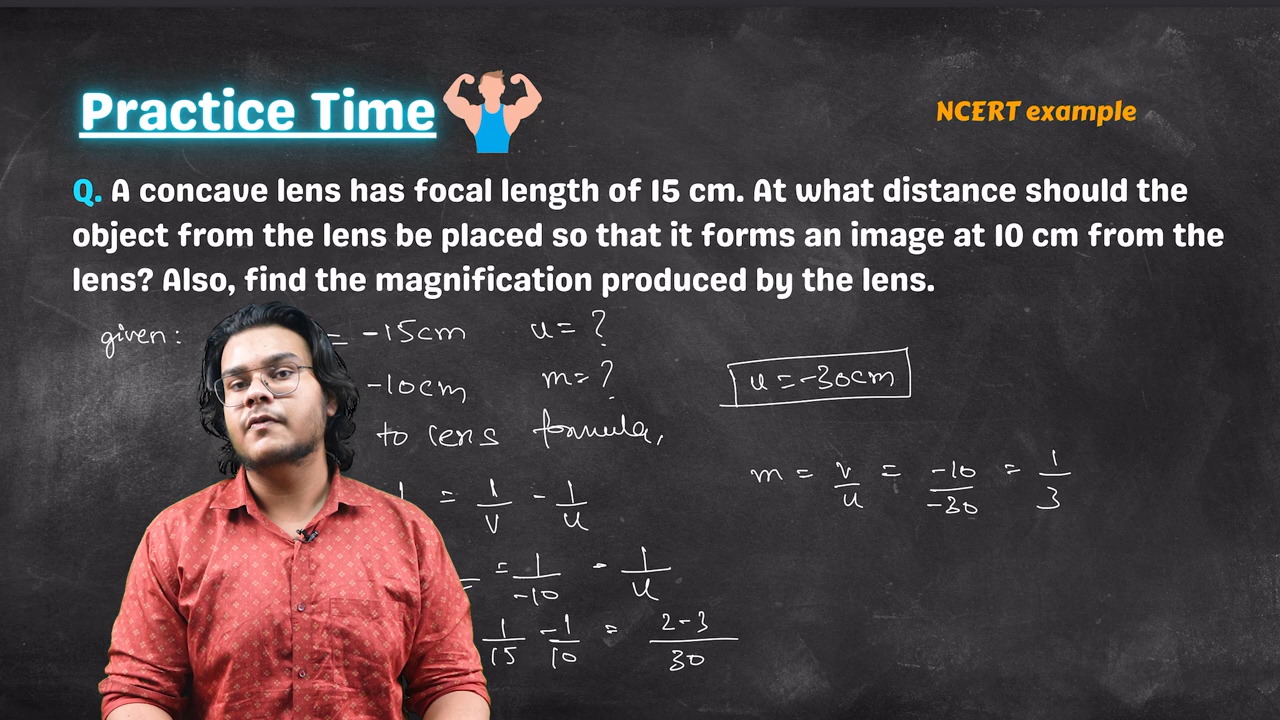 Practice Time
NCERT example
Q. A concave lens has focal length of 15 cm. At what distance should the
object from the lens be placed so that it forms an image at 10 cm from the
lens? Also, find the magnification produced by the lens.
given: = -15cm u = ?
-10cm m = ?
to lens formula,
1 = 1/v - 1/u
= 1/-10 - 1/u
1/15 -1/10 = 2-3/30
u = -30cm
m = v/u = -10/-30 = 1/3